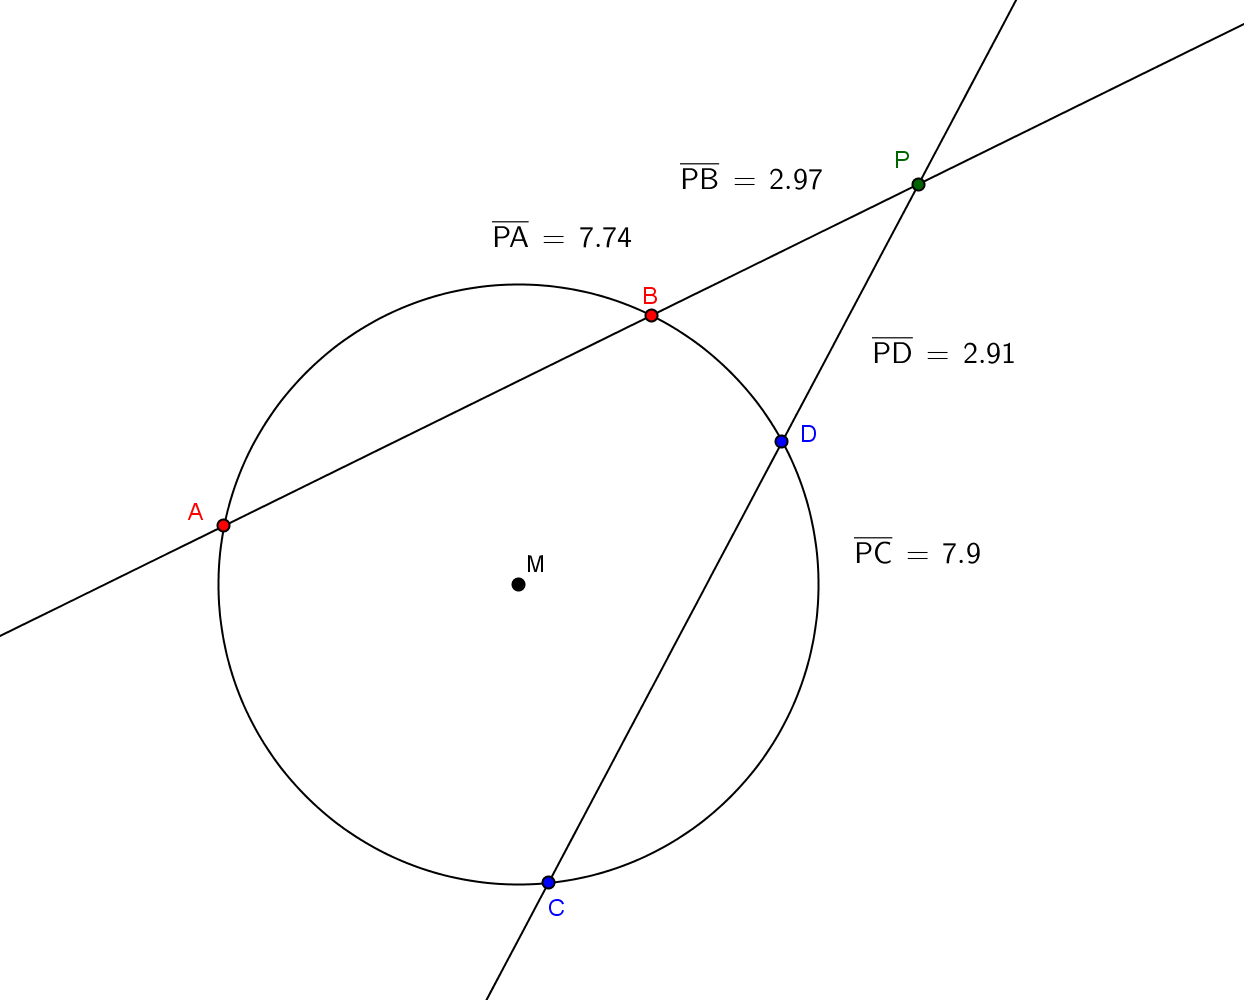 P
PB = 2.97
PA = 7.74
B
PD = 2.91
D
A
PC = 7.9
M
C